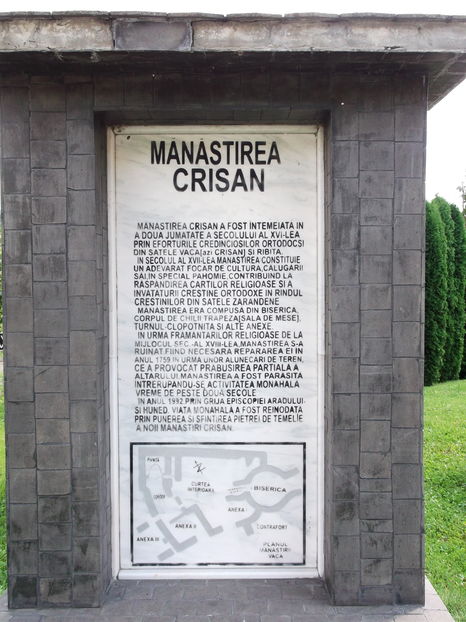 MANĂSTIREA
CRISAN
MANĂSTIREA CRISAN A FOST ÎNTEMEIATA IN
A DOUA JUMATATE A SECOLULUI AL XVI-LEA
PRIN EFORTURILE CREDINCIOSILOR ORTODOCSI
DIN SATELE VACA[azi CRISAN] SI RIBITA.
IN SECOLUL AL XVII-LEA MANASTIREA CONSTITUIE
UN ADEVARAT FOCAR DE CULTURA,CALUGARII
SAI,IN SPECIAL PAHOMIE,CONTRIBUIND LA
RASPANDIREA CARTILOR RELIGIOASE SI A
INVATATURII CRESTINE ORTODOXE IN RINDUL
CRESTINILOR DIN SATELE ZARANDENE
MANASTIREA ERA COMPUSA DIN BISERICA,
CORPUL DE CHILII TRAPEZA[SALA DE MESE],
TURNUL-CLOPOTNITA SI ALTE ANEXE.
IN URMA FRAMANTARILOR RELIGIOASE DE LA
MIJLOCUL SEC.-AL XVIII-LEA,MANASTIREA S-A
RUINAT FIIND NECESARA REPARAREA EI IN
ANUL 1759 IN URMA UNOR ALUNECARI DE TEREN,
CE A PROVOCAT PRABUSIREA PARTIALĂ A
ALTARULUI.MANASTIREA A FOST PARASITA
INTRERUPANDU-SE ACTIVITATEA MONAHALA
VREME DE PESTE DOUĂ SECOLE
IN ANUL 1992 PRIN GRIJA EPISCOPIEI ARADULUI
SI HUNED. VIATA MONAHALĂ A FOST REINODATA
PRIN PUNEREA SI SFINTIREA PIETREI DE TEMELIE
A NOII MANASTIRI CRISAN.
CURTEA
INTERIOARA
BISERICA
ANEXA
ANEXA II
CONTRAFORT
ANEXA III
PLANUL
MANASTIRII
VACA